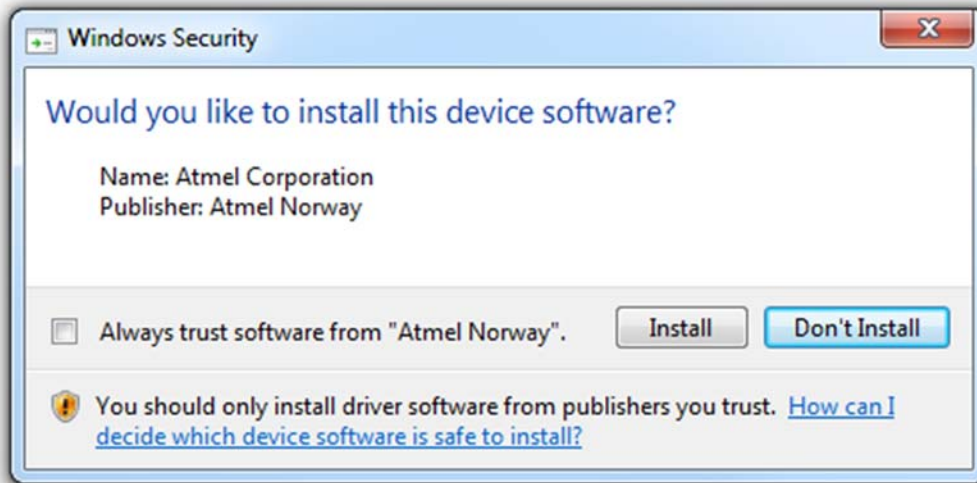 Windows Security
Would you like to install this device software?
Name: Atmel Corporation
Publisher: Atmel Norway
Always trust software from "Atmel Norway".
Install
Don't Install
You should only install driver software from publishers you trust. How can I
decide which device software is safe to install?